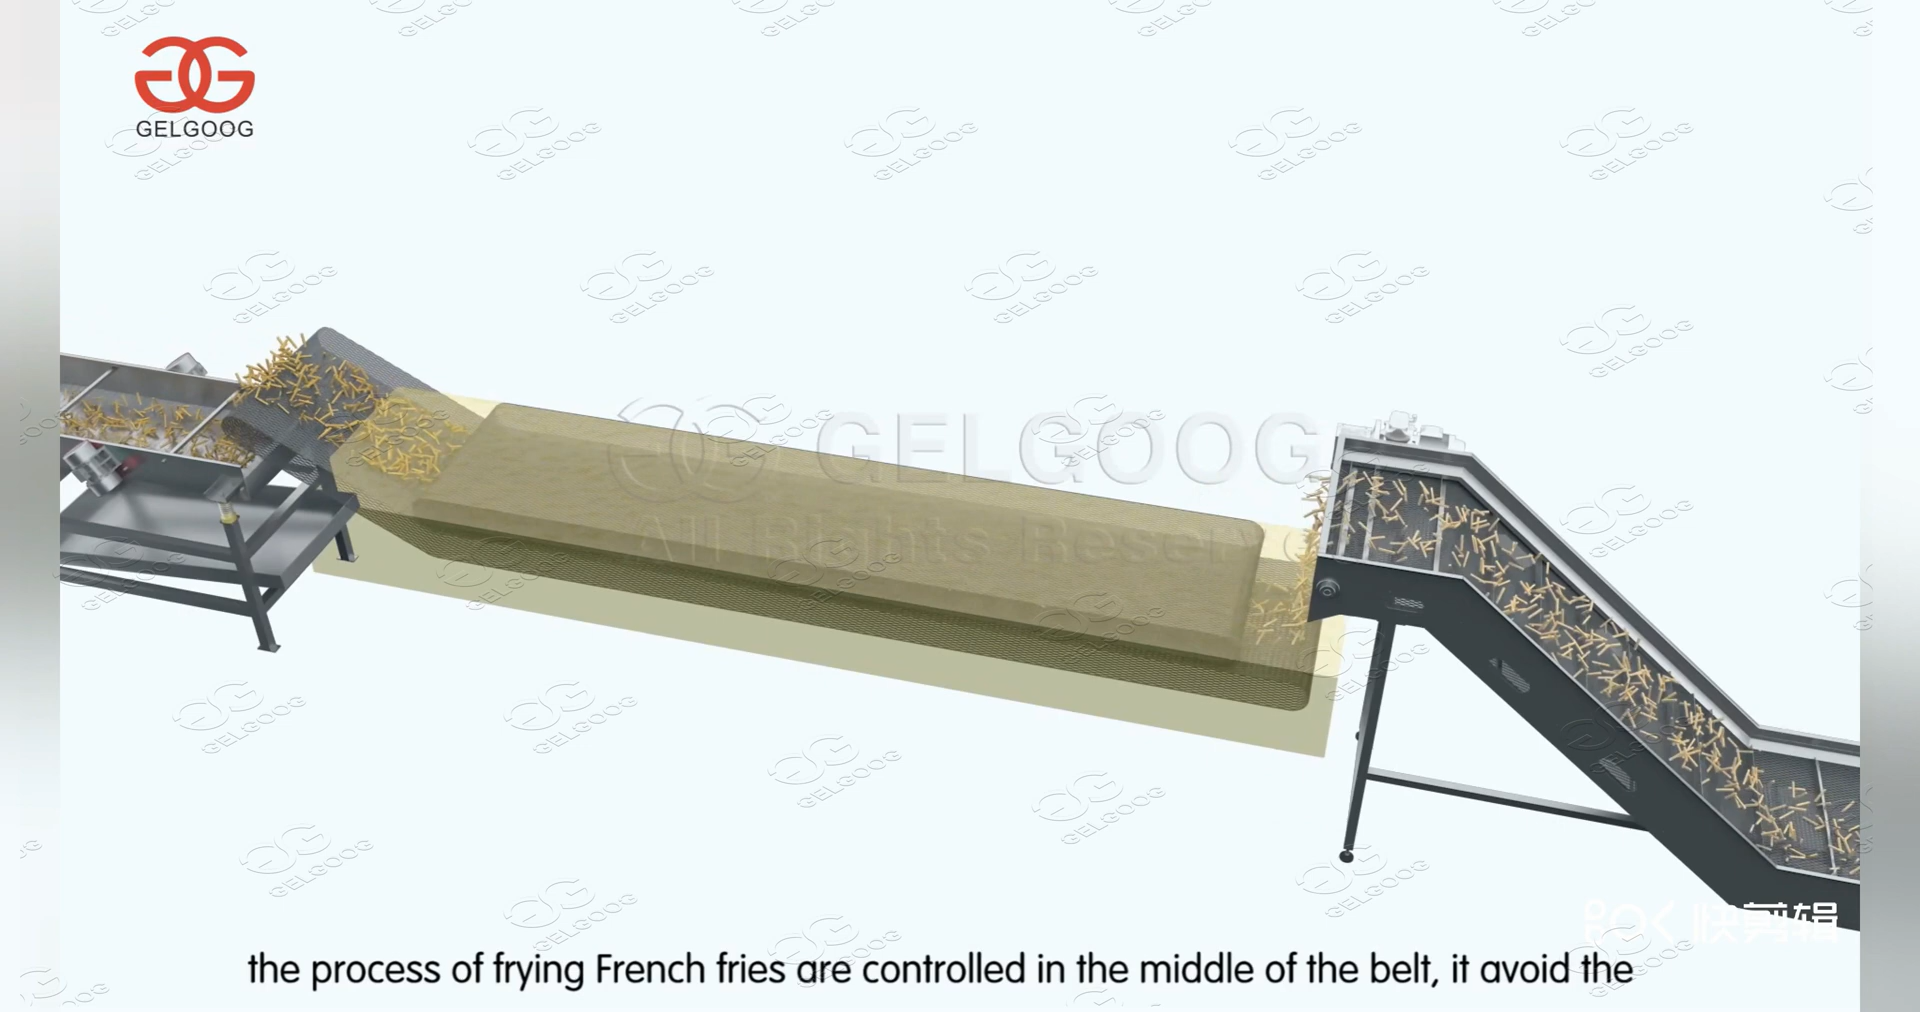 GELGOOG
GELGOOG
All Rights Reserve
快剪辑
the process of frying French fries are controlled in the middle of the belt, it avoid the